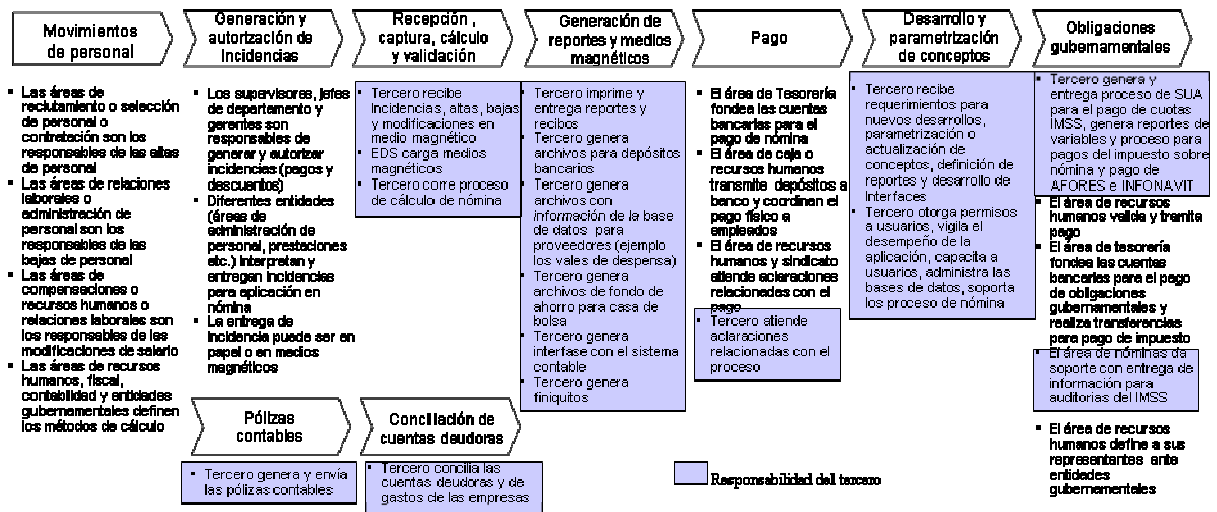 Movimientos
de personal
▪ Las áreas de
reclutamiento o selección
de personal o
contratación son los
responsables de las altas
de personal
▪ Las áreas de relaciones
laborales o
administración de
personal son los
responsables de las
bajas de personal
▪ Las áreas de
compensaciones o
recursos humanos o
relaciones laborales son
los responsables de las
modificaciones de salario
▪ Las áreas de recursos
humanos, fiscal,
contabilidad y entidades
gubernamentales definen
los métodos de cálculo
Generación y
autorización de
incidencias
▪ Los supervisores, jefes
de departamento y
gerentes son
responsables de
generar y autorizar
incidencias (pagos y
descuentos)
▪ Diferentes entidades
(áreas de
administración de
personal, prestaciones
etc.) interpretan y
entregan incidencias
para aplicación en
nómina
▪ La entrega de
incidencia puede ser en
papel o en medios
magnéticos
Recepción ,
captura, cálculo
y validación
▪ Tercero recibe
Incidencias, altas, bajas
y modificaciones en
medio magnético
▪ EDS carga medios
magnéticos
▪ Tercero corre proceso
de cálculo de nómina
Generación de
reportes y medios
magnéticos
▪ Tercero imprime y
entrega reportes y
recibos
▪ Tercero genera
archivos para depósitos
bancarios
▪ Tercero genera
archivos con
información de la base
de datos para
proveedores (ejemplo
los vales de despensa)
▪ Tercero genera
archivos de fondo de
ahorro para casa de
bolsa
▪ Tercero genera
interfase con el sistema
contable
▪ Tercero genera
finiquitos
Pago
▪ El área de Tesorería
fondea las cuentas
bancarias para el
pago de nómina
▪ El área de caja o
recursos humanos
transmite depósitos a
banco y coordinan el
pago físico a
empleados
▪ El área de recursos
humanos y sindicato
atiende aclaraciones
relacionadas con el
pago
▪ Tercero atiende
aclaraciones
relacionadas con el
proceso
Desarrollo y
parametrización
de conceptos
▪ Tercero recibe
requerimientos para
nuevos desarrollos,
parametrización o
actualización de
conceptos, definición de
reportes y desarrollo de
Interfaces
▪ Tercero otorga permisos
a usuarios, vigila el
desempeño de la
aplicación, capacita a
usuarios, administra las
bases de datos, soporta
los proceso de nómina
Obligaciones
gubernamentales
▪ Tercero genera y
entrega proceso de SUA
para el pago de cuotas
IMSS, genera reportes de
variables y proceso para
pagos del impuesto sobre
nómina y pago de
AFORES e INFONAVIT
▪ El área de recursos
humanos valida y tramita
pago
▪ El área de tesorería
fondea las cuentas
bancarias para el pago
de obligaciones
gubernamentales y
realiza transferencias
para pago de impuesto
▪ El área de nóminas da
soporte con entrega de
información para
auditorias del IMSS
▪ El área de recursos
humanos define a sus
representantes ante
entidades
gubernamentales
Pólizas
contables
▪ Tercero genera y envía
las pólizas contables
Conciliación de
cuentas deudoras
▪ Tercero concilia las
cuentas deudoras y de
gastos de las empresas
Responsabilidad del tercero